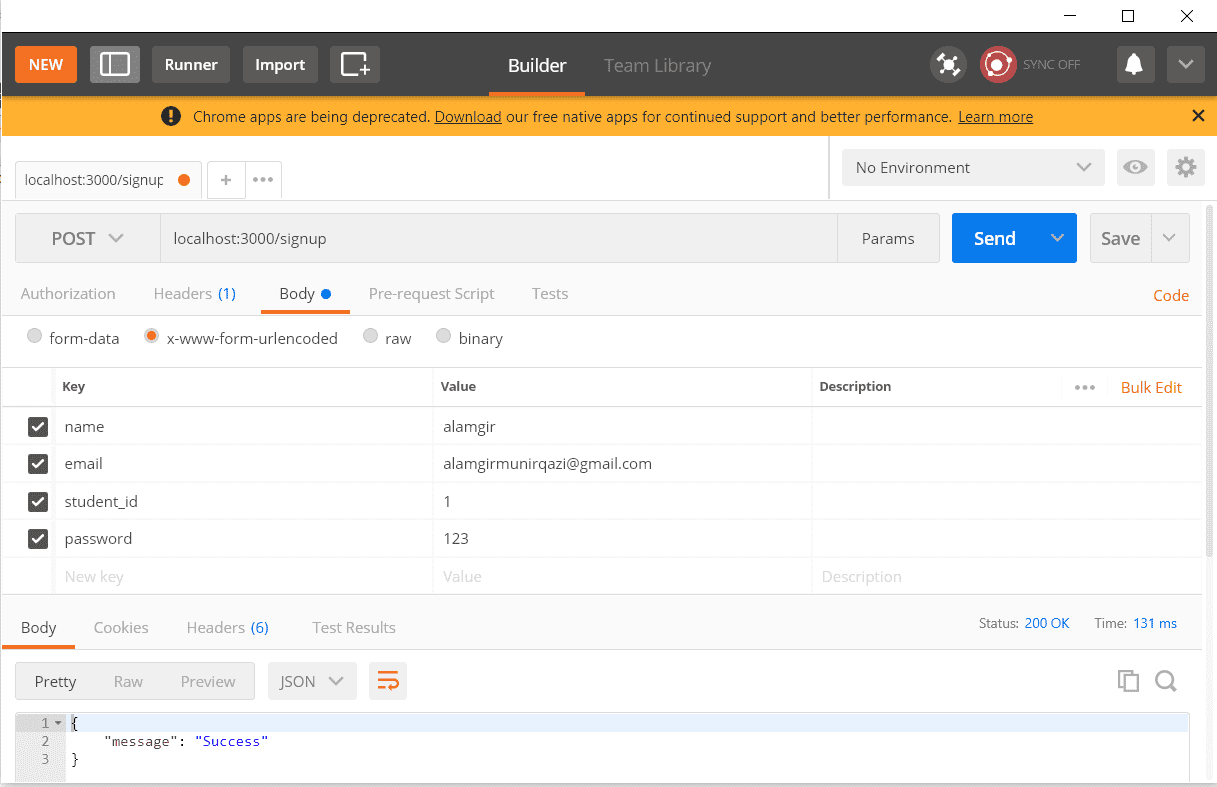 NEW Runner Import Builder Team Library SYNC OFF
Chrome apps are being deprecated. Download our free native apps for continued support and better performance. Learn more
localhost:3000/signup + ••• No Environment
POST localhost:3000/signup Params Send Save
Authorization Headers (1) Body Pre-request Script Tests Code
form-data x-www-form-urlencoded raw binary
Key Value Description ••• Bulk Edit
name alamgir
email alamgirmunirqazi@gmail.com
student_id 1
password 123
New key Value Description
Body Cookies Headers (6) Test Results Status: 200 OK Time: 131 ms
Pretty Raw Preview JSON
1 {
2 "message": "Success"
3 }